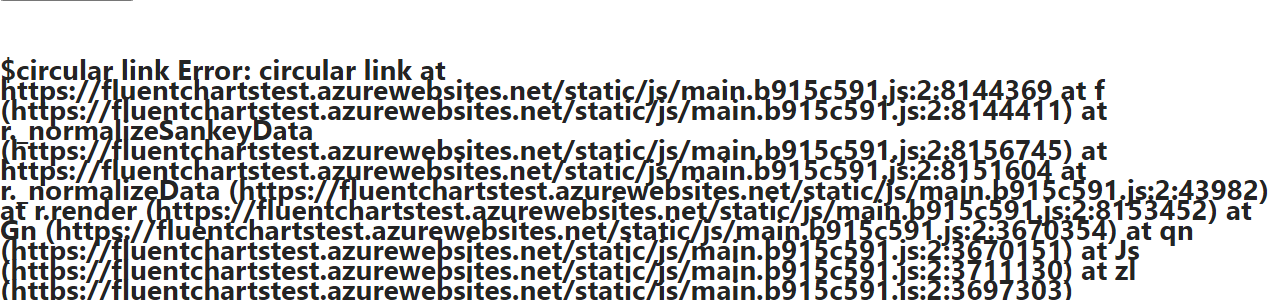 $circular link Error: circular link at
https://fluentchartstest.azurewebsites.net/static/js/main.b915c591.js:2:8144369 at f
(https://fluentchartstest.azurewebsites.net/static/js/main.b915c591.js:2:8144411) at
r._normalizeSankeyData
(https://fluentchartstest.azurewebsites.net/static/js/main.b915c591.js:2:8156745) at
https://fluentchartstest.azurewebsites.net/static/js/main.b915c591.js:2:8151604 at
r._normalizeData (https://fluentchartstest.azurewebsites.net/static/js/main.b915c591.js:2:43982)
at r.render (https://fluentchartstest.azurewebsites.net/static/js/main.b915c591.js:2:8153452) at
Gn (https://fluentchartstest.azurewebsites.net/static/js/main.b915c591.js:2:3670354) at qn
(https://fluentchartstest.azurewebsites.net/static/js/main.b915c591.js:2:3670151) at Js
(https://fluentchartstest.azurewebsites.net/static/js/main.b915c591.js:2:3711130) at zl
(https://fluentchartstest.azurewebsites.net/static/js/main.b915c591.js:2:3697303)